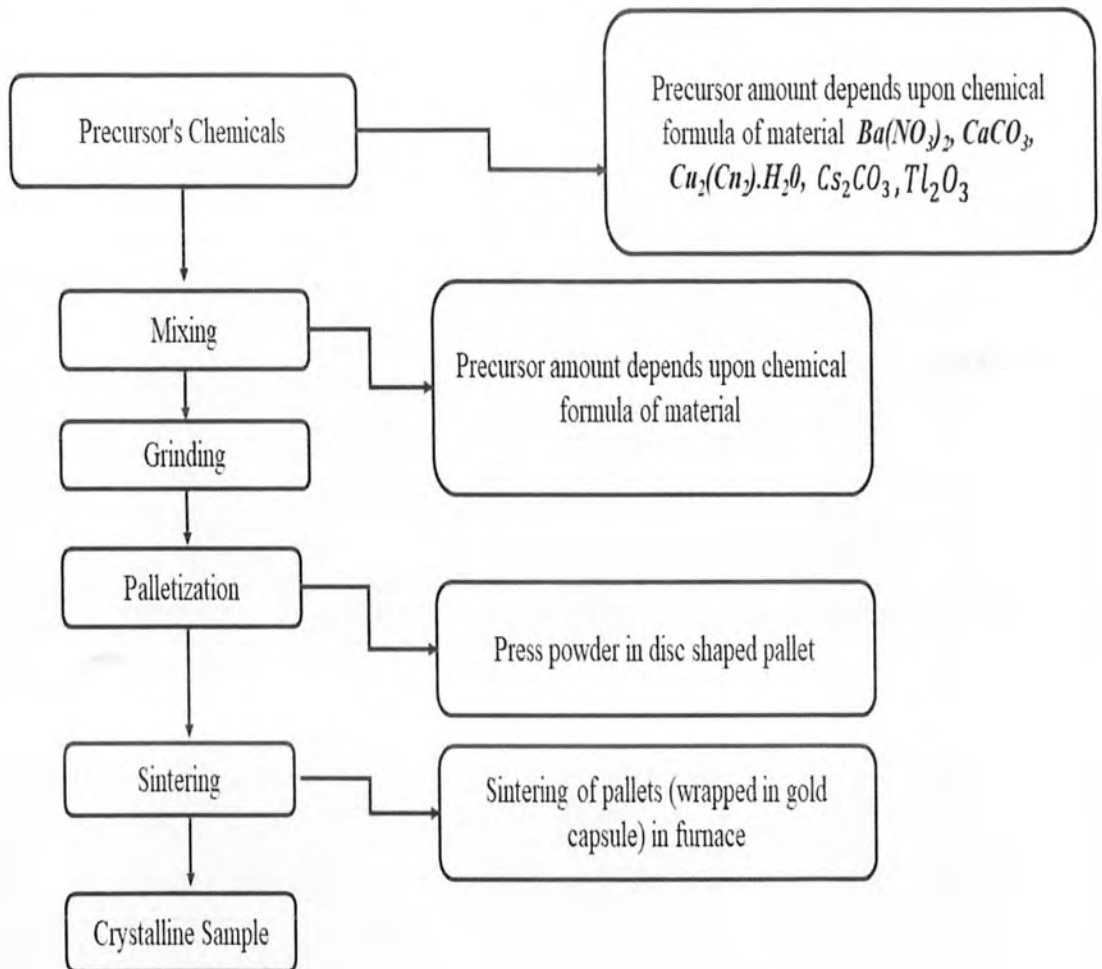 Precursor's Chemicals
Precursor amount depends upon chemical
formula of material Ba(NO₃)₂, CaCO₃,
Cu₂(Cn₂).H₂0, Cs₂CO₃,Tl₂O₃
Mixing
Precursor amount depends upon chemical
formula of material
Grinding
Palletization
Press powder in disc shaped pallet
Sintering
Sintering of pallets (wrapped in gold
capsule) in furnace
Crystalline Sample